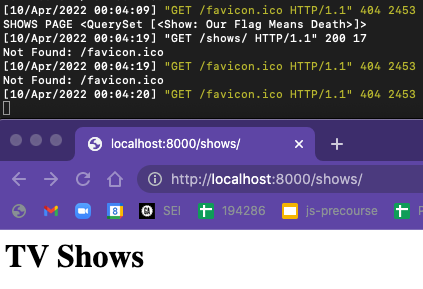 [10/Apr/2022 00:04:09] "GET /favicon.ico HTTP/1.1" 404 2453
SHOWS PAGE <QuerySet [<Show: Our Flag Means Death>]>
[10/Apr/2022 00:04:19] "GET /shows/ HTTP/1.1" 200 17
Not Found: /favicon.ico
[10/Apr/2022 00:04:19] "GET /favicon.ico HTTP/1.1" 404 2453
Not Found: /favicon.ico
[10/Apr/2022 00:04:20] "GET /favicon.ico HTTP/1.1" 404 2453
localhost:8000/shows/
http://localhost:8000/shows/
8 GA SEI 194286 js-precourse
TV Shows